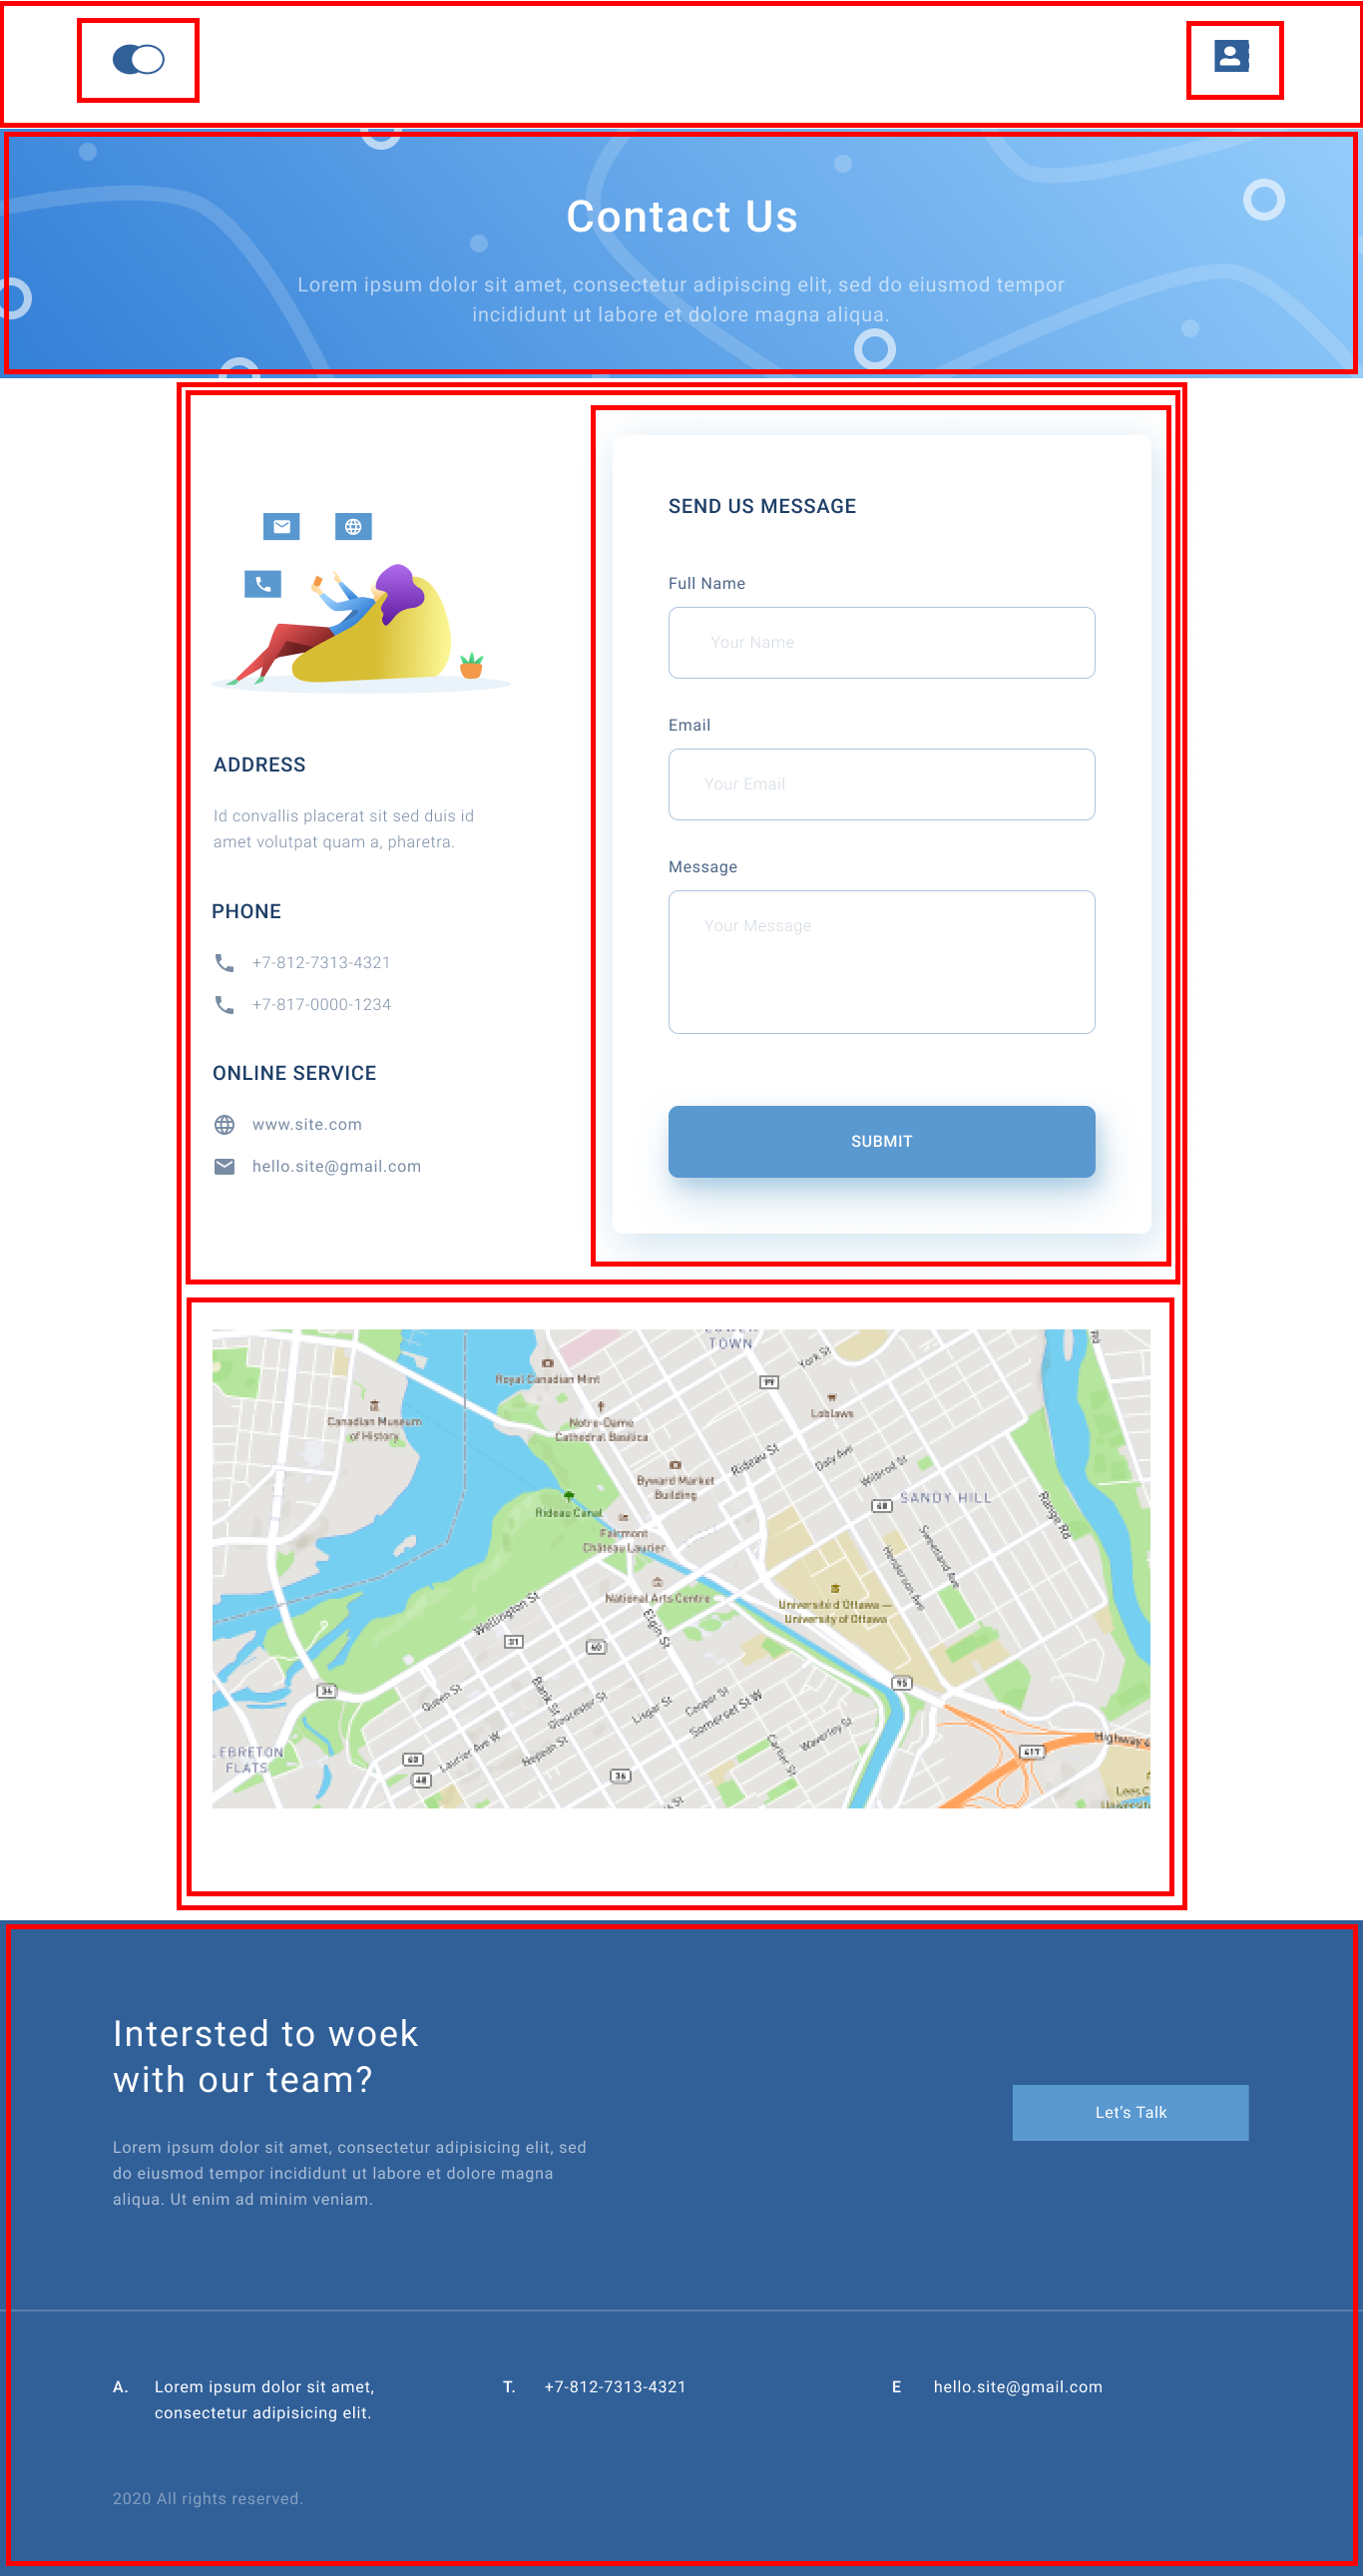 Contact Us
Lorem ipsum dolor sit amet, consectetur adipiscing elit, sed do eiusmod tempor
incididunt ut labore et dolore magna aliqua.
SEND US MESSAGE
Full Name
Your Name
Email
Your Email
Message
Your Message
SUBMIT
ADDRESS
Id convallis placerat sit sed duis id
amet volutpat quam a, pharetra.
PHONE
+7-812-7313-4321
+7-817-0000-1234
ONLINE SERVICE
www.site.com
hello.site@gmail.com
TOWN
York St
Royal Canadian Mint
Canadian Museum
of History
Notre-Dame
Cathedral Basilica
Loblaws
Rideau St
Daly Ave
Wilbrod St
Byward Market
Building
SANDY HILL
Range Rd
Rideau Canal
Fairmont
Château Laurier
Sweetland Ave
Henderson Ave
National Arts Centre
Université d'Ottawa —
University of Ottawa
Wellington St
Elgin St
31
60
34
95
Queen St
Bank St
Gloucester St
Lisgar St
Cooper St
Somerset St W
Waverley St
Cartier St
Laurier Ave W
Nepean St
EBRETON
FLATS
417
Highway
36
Lees
Intersted to woek
with our team?
Let's Talk
Lorem ipsum dolor sit amet, consectetur adipisicing elit, sed
do eiusmod tempor incididunt ut labore et dolore magna
aliqua. Ut enim ad minim veniam.
A. Lorem ipsum dolor sit amet,
consectetur adipisicing elit.
T. +7-812-7313-4321
E hello.site@gmail.com
2020 All rights reserved.